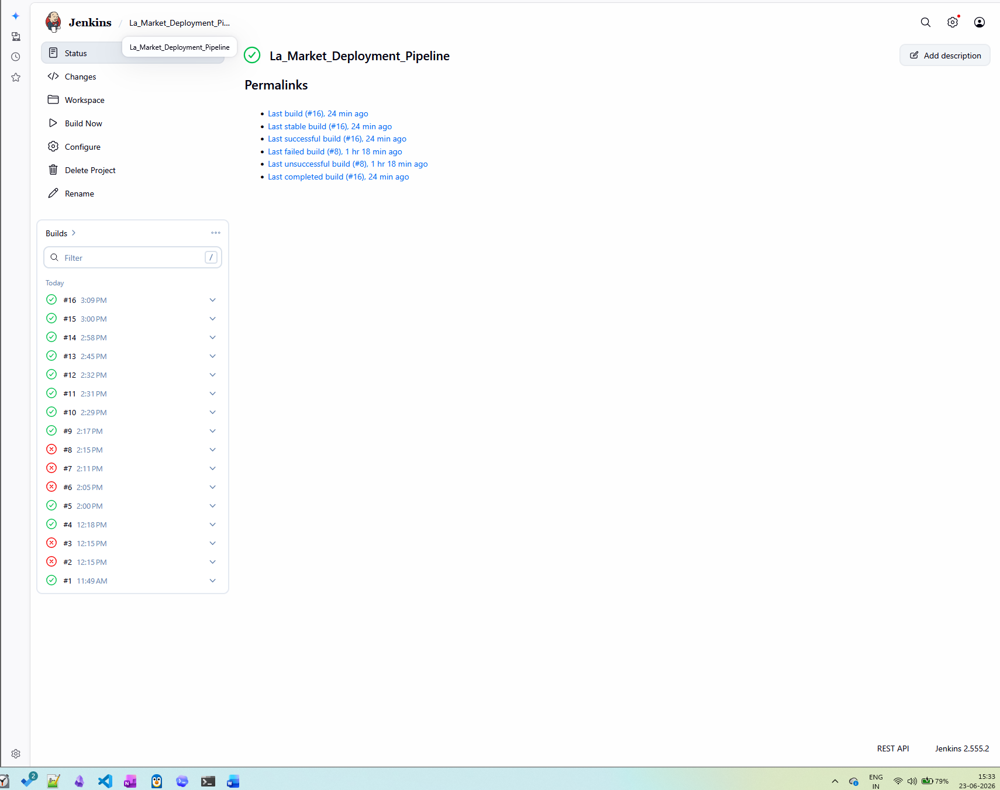 Jenkins / La_Market_Deployment_Pi...
La_Market_Deployment_Pipeline
Status
Changes
Workspace
Build Now
Configure
Delete Project
Rename
La_Market_Deployment_Pipeline
Add description
Permalinks
Last build (#16), 24 min ago
Last stable build (#16), 24 min ago
Last successful build (#16), 24 min ago
Last failed build (#8), 1 hr 18 min ago
Last unsuccessful build (#8), 1 hr 18 min ago
Last completed build (#16), 24 min ago
Builds
Filter /
Today
#16 3:09 PM
#15 3:00 PM
#14 2:58 PM
#13 2:45 PM
#12 2:32 PM
#11 2:31 PM
#10 2:29 PM
#9 2:17 PM
#8 2:15 PM
#7 2:11 PM
#6 2:05 PM
#5 2:00 PM
#4 12:18 PM
#3 12:15 PM
#2 12:15 PM
#1 11:49 AM
REST API Jenkins 2.555.2
2
ENG
IN
79%
15:33
23-06-2026